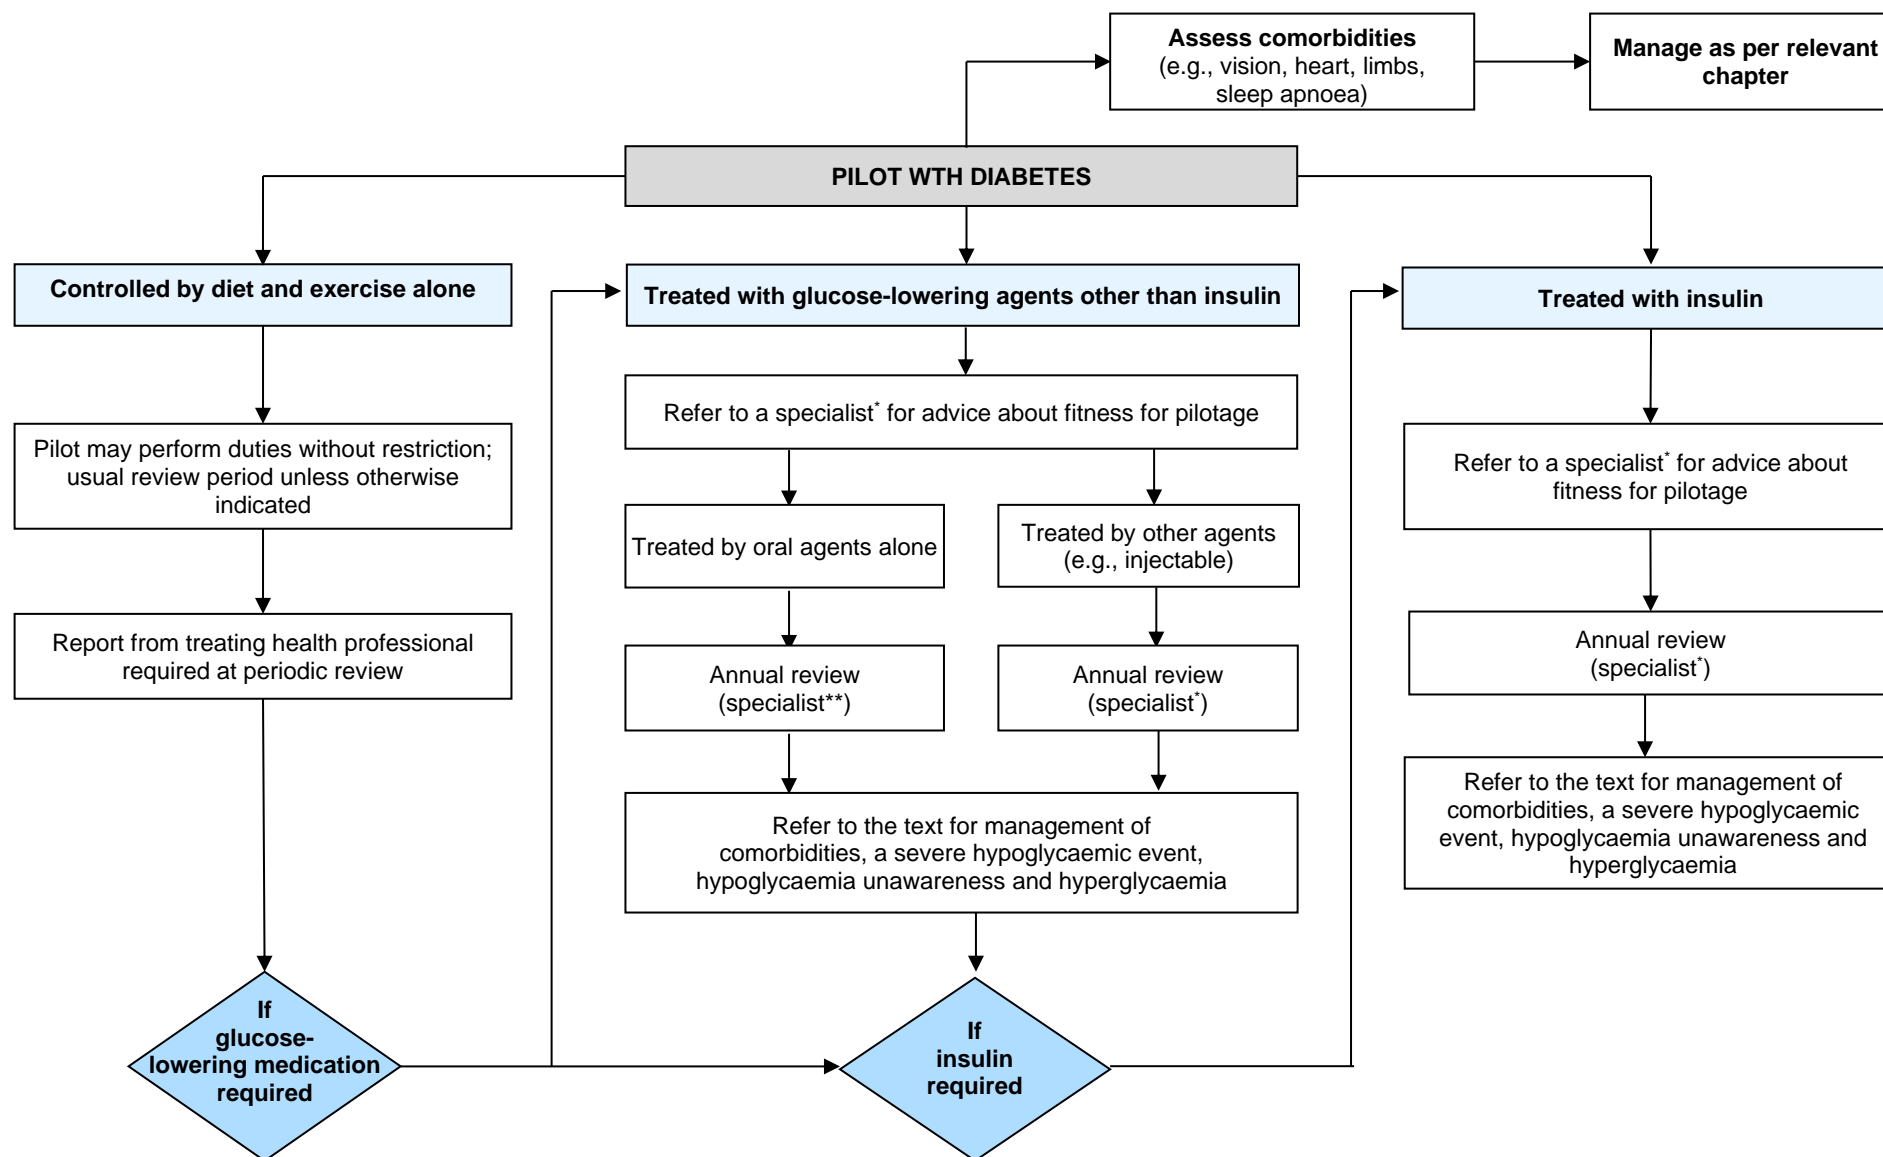 Assess comorbidities
(e.g., vision, heart, limbs,
sleep apnoea)
Manage as per relevant
chapter
PILOT WTH DIABETES
Controlled by diet and exercise alone
Treated with glucose-lowering agents other than insulin
Treated with insulin
Pilot may perform duties without restriction;
usual review period unless otherwise
indicated
Report from treating health professional
required at periodic review
If
glucose-
lowering medication
required
Refer to a specialist* for advice about fitness for pilotage
Treated by oral agents alone
Treated by other agents
(e.g., injectable)
Annual review
(specialist**)
Annual review
(specialist*)
Refer to the text for management of
comorbidities, a severe hypoglycaemic event,
hypoglycaemia unawareness and hyperglycaemia
If
insulin
required
Refer to a specialist* for advice about
fitness for pilotage
Annual review
(specialist*)
Refer to the text for management of
comorbidities, a severe hypoglycaemic
event, hypoglycaemia unawareness and
hyperglycaemia